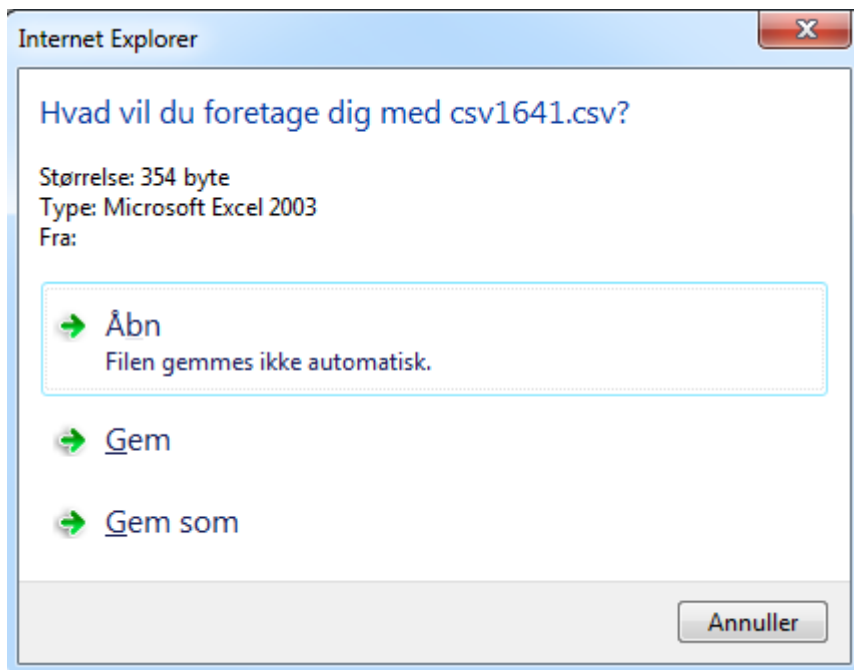 Internet Explorer
Hvad vil du foretage dig med csv1641.csv?
Størrelse: 354 byte
Type: Microsoft Excel 2003
Fra:
Åbn
Filen gemmes ikke automatisk.
Gem
Gem som
Annuller